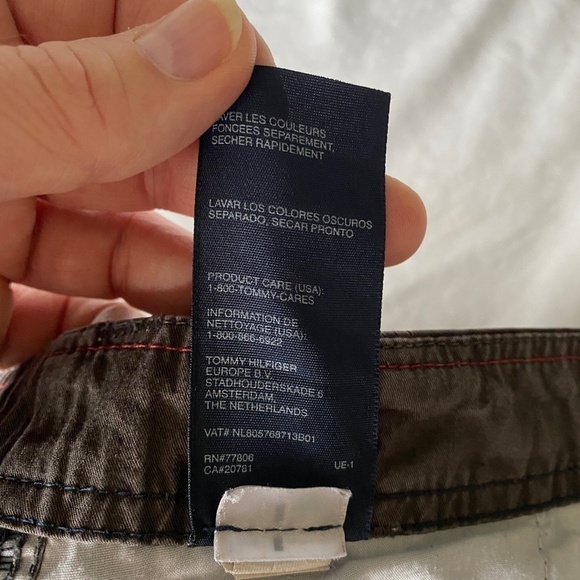 LES COULEURS
FONCEES SEPAREMENT,
SECHER RAPIDEMENT
LAVAR LOS COLORES OSCUROS
SEPARADO, SECAR PRONTO
PRODUCT CARE (USA):
1-800-TOMMY-CARES
INFORMATION DE
NETTOYAGE (USA):
1-800-866-6922
TOMMY HILFIGER
EUROPE B.V.
STADHOUDERSKADE 6
AMSTERDAM,
THE NETHERLANDS
VAT# NL805768713B01
RN#77806
CA#20781 UE-1